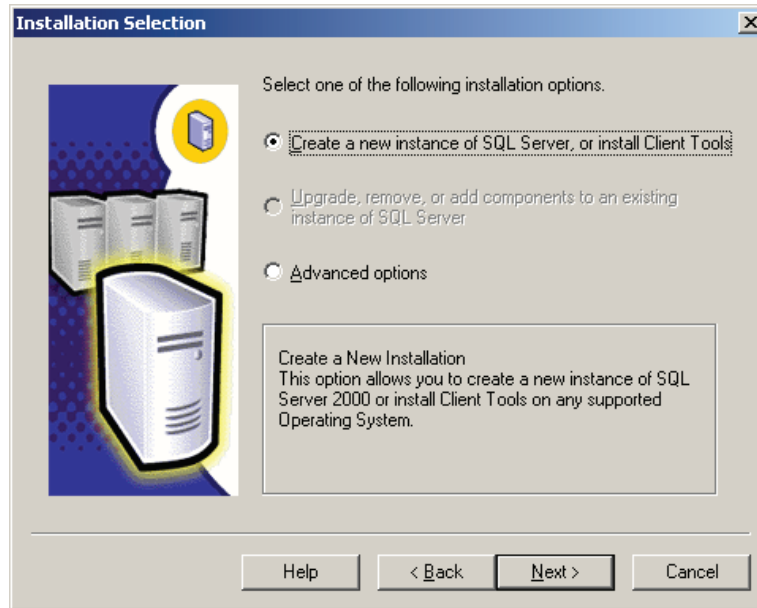 Installation Selection
Select one of the following installation options.
Create a new instance of SQL Server, or install Client Tools
Upgrade, remove, or add components to an existing
instance of SQL Server
Advanced options
Create a New Installation
This option allows you to create a new instance of SQL
Server 2000 or install Client Tools on any supported
Operating System.
Help
< Back
Next >
Cancel